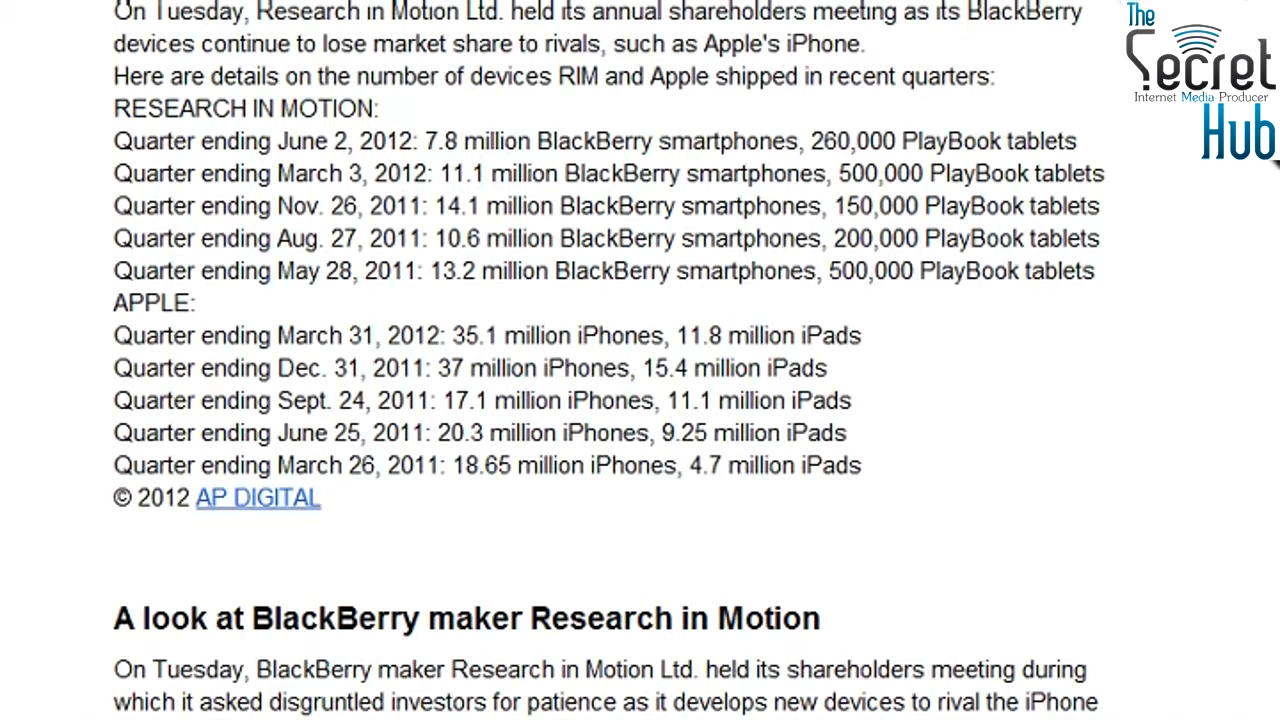 On Tuesday, Research in Motion Ltd. held its annual shareholders meeting as its BlackBerry
devices continue to lose market share to rivals, such as Apple's iPhone.
Here are details on the number of devices RIM and Apple shipped in recent quarters:
RESEARCH IN MOTION:
Quarter ending June 2, 2012: 7.8 million BlackBerry smartphones, 260,000 PlayBook tablets
Quarter ending March 3, 2012: 11.1 million BlackBerry smartphones, 500,000 PlayBook tablets
Quarter ending Nov. 26, 2011: 14.1 million BlackBerry smartphones, 150,000 PlayBook tablets
Quarter ending Aug. 27, 2011: 10.6 million BlackBerry smartphones, 200,000 PlayBook tablets
Quarter ending May 28, 2011: 13.2 million BlackBerry smartphones, 500,000 PlayBook tablets
APPLE:
Quarter ending March 31, 2012: 35.1 million iPhones, 11.8 million iPads
Quarter ending Dec. 31, 2011: 37 million iPhones, 15.4 million iPads
Quarter ending Sept. 24, 2011: 17.1 million iPhones, 11.1 million iPads
Quarter ending June 25, 2011: 20.3 million iPhones, 9.25 million iPads
Quarter ending March 26, 2011: 18.65 million iPhones, 4.7 million iPads
© 2012 AP DIGITAL
A look at BlackBerry maker Research in Motion
On Tuesday, BlackBerry maker Research in Motion Ltd. held its shareholders meeting during
which it asked disgruntled investors for patience as it develops new devices to rival the iPhone
The
Secret
Internet Media Producer
Hub